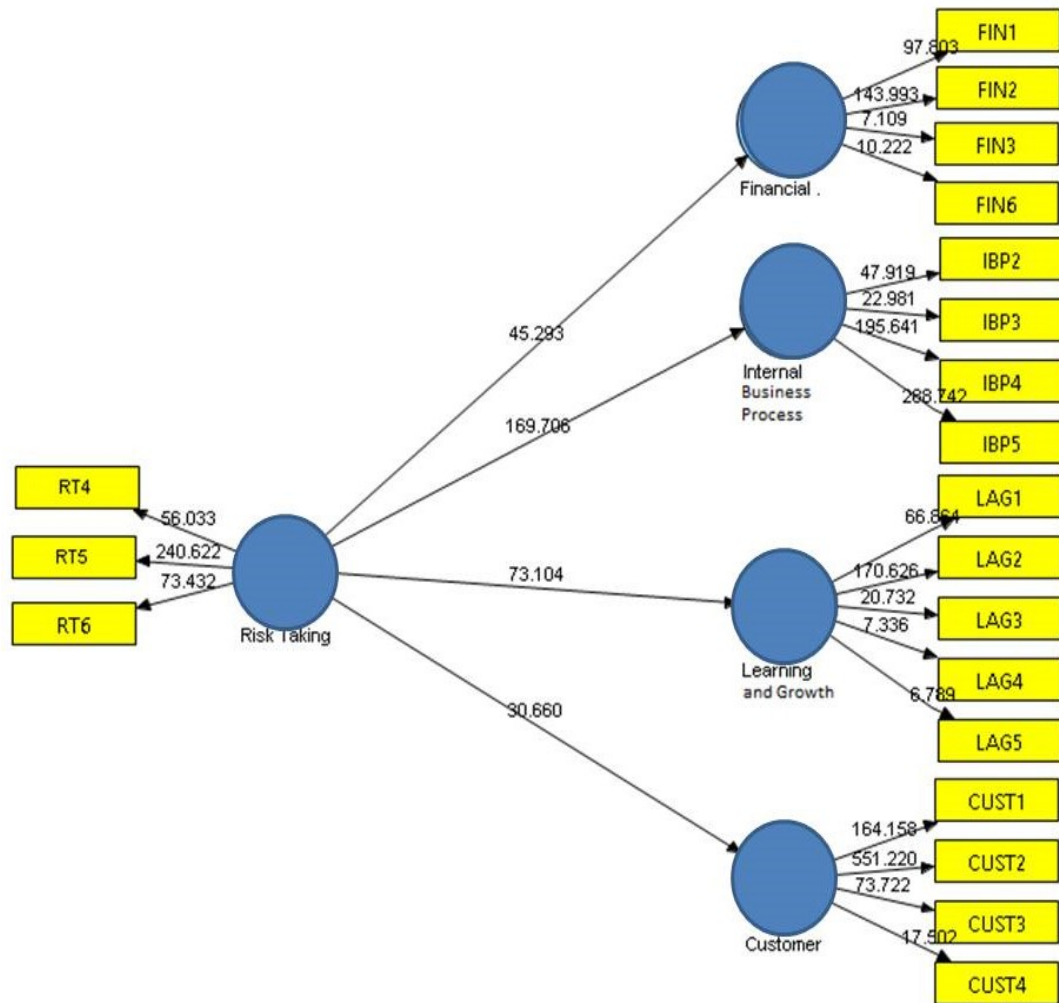 FIN1
97.803
FIN2
143.993
FIN3
7.109
FIN6
10.222
Financial .
IBP2
47.919
IBP3
22.981
IBP4
195.641
IBP5
288.742
Internal
Business
Process
45.293
169.706
RT4
56.033
RT5
240.622
RT6
73.432
Risk Taking
73.104
30.660
LAG1
66.864
LAG2
170.626
LAG3
20.732
LAG4
7.336
LAG5
6.789
Learning
and Growth
CUST1
164.158
CUST2
551.220
CUST3
73.722
CUST4
17.502
Customer